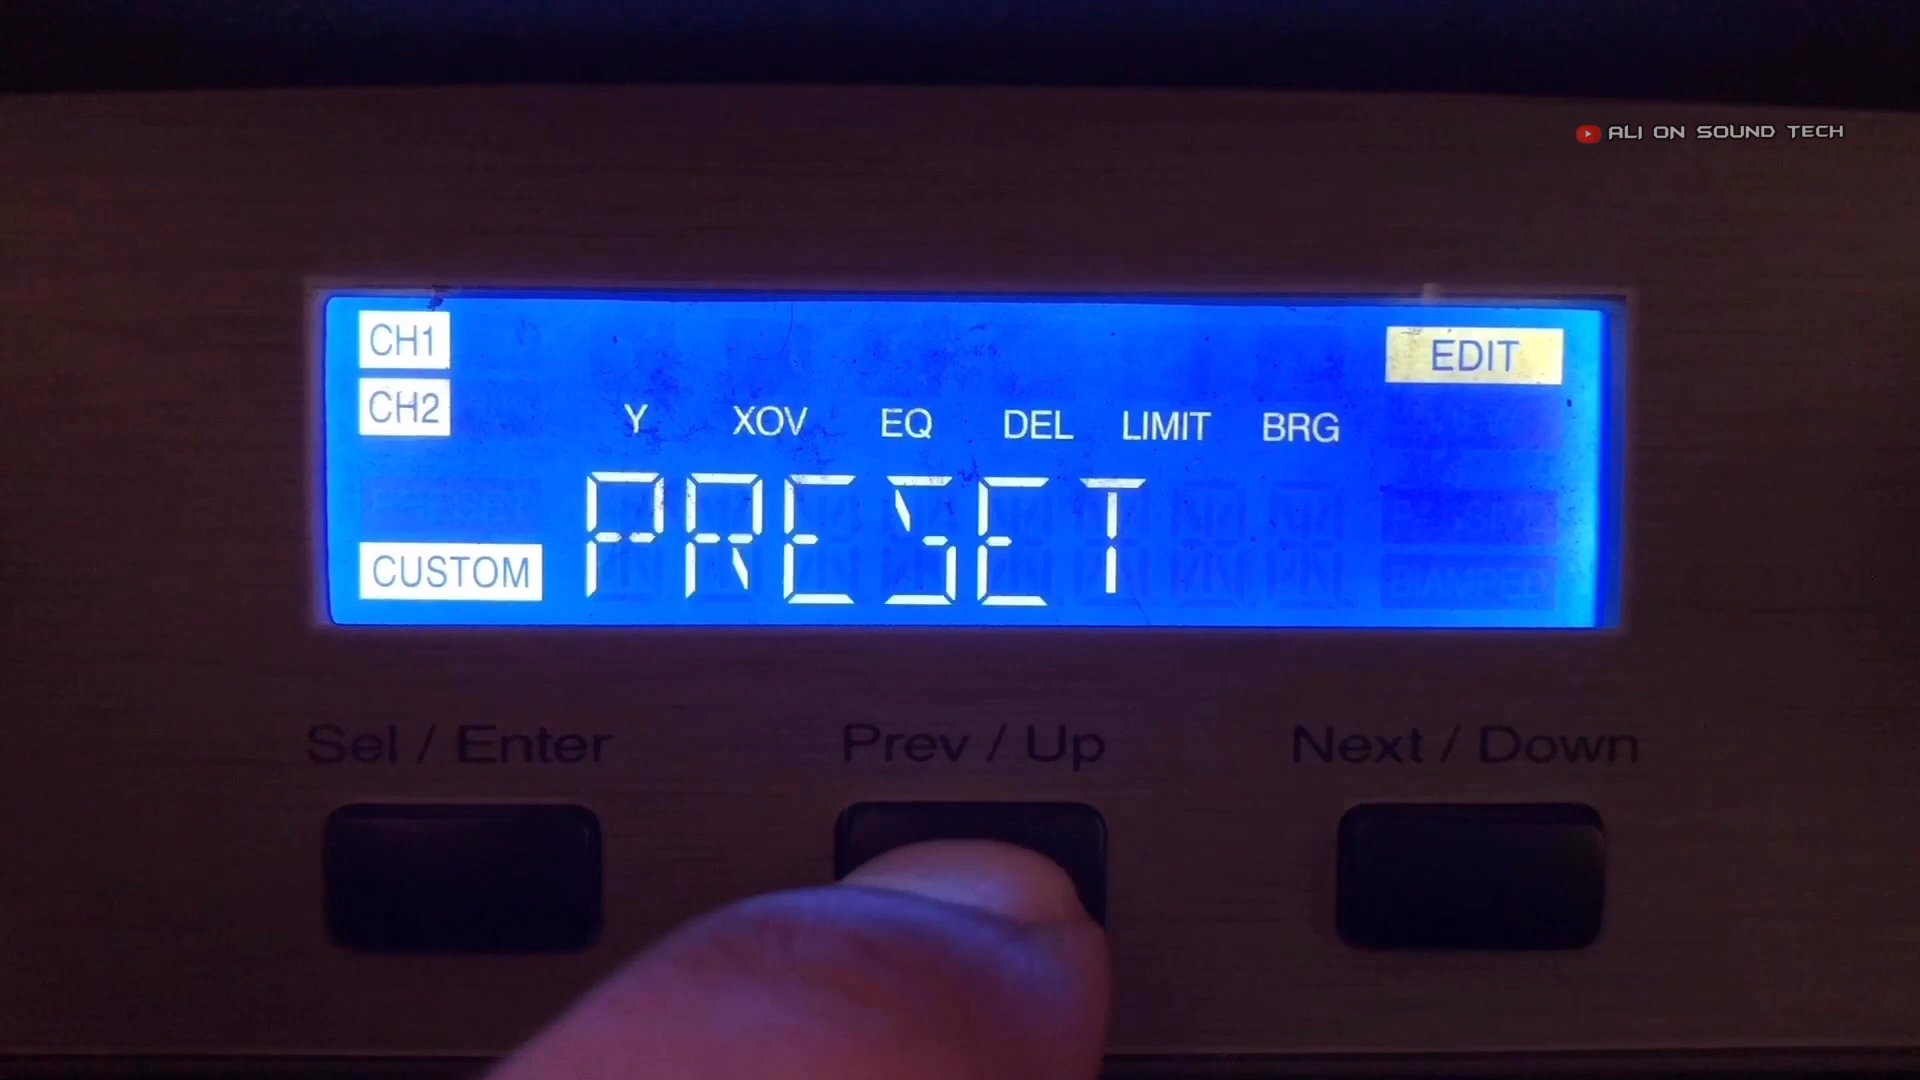 ALI ON SOUND TECH
CH1
EDIT
CH2
Y XOV EQ DEL LIMIT BRG
PRESET
CUSTOM
BIAMPED
Sel / Enter Prev / Up Next / Down